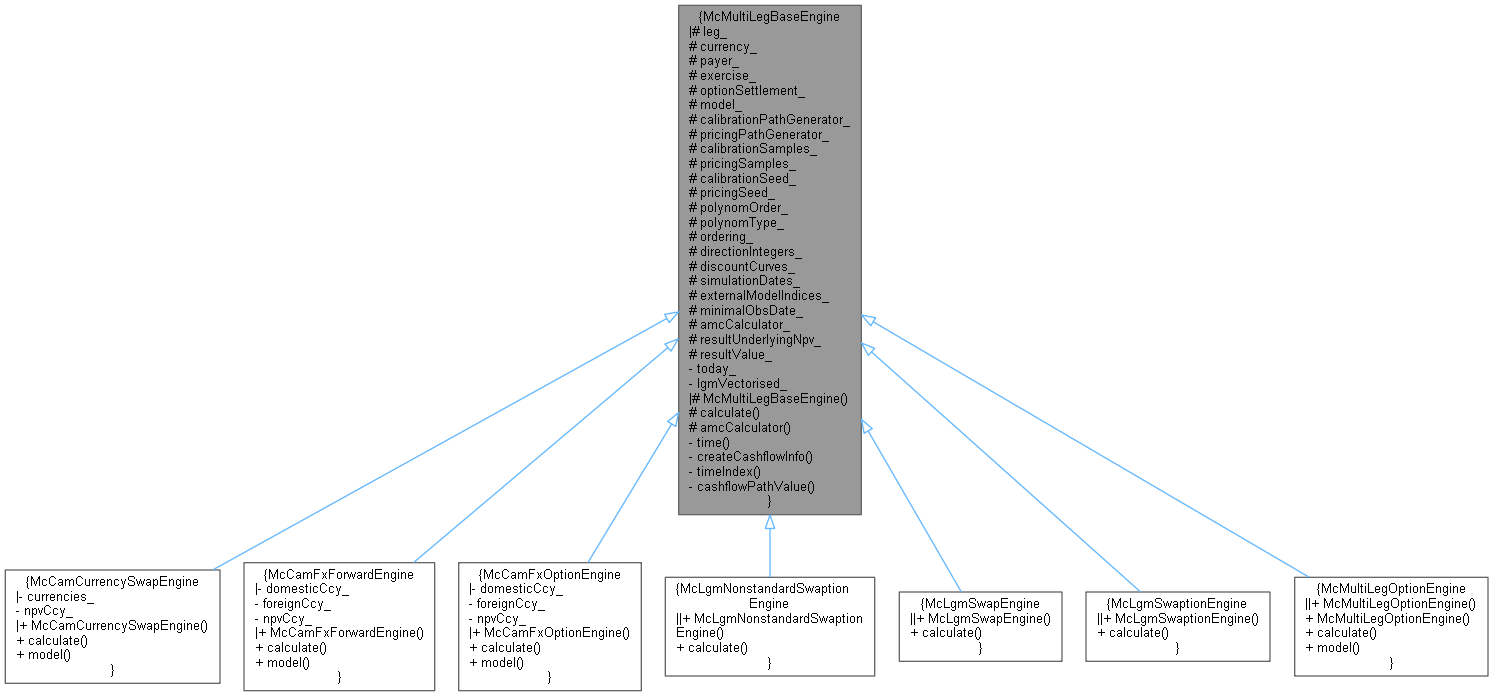 {McMultiLegBaseEngine
|# leg_
# currency_
# payer_
# exercise_
# optionSettlement_
# model_
# calibrationPathGenerator_
# pricingPathGenerator_
# calibrationSamples_
# pricingSamples_
# calibrationSeed_
# pricingSeed_
# polynomOrder_
# polynomType_
# ordering_
# directionIntegers_
# discountCurves_
# simulationDates_
# externalModelIndices_
# minimalObsDate_
# amcCalculator_
# resultUnderlyingNpv_
# resultValue_
- today_
- lgmVectorised_
|# McMultiLegBaseEngine()
# calculate()
# amcCalculator()
- time()
- createCashflowInfo()
- timeIndex()
- cashflowPathValue()
}
{McCamCurrencySwapEngine
|- currencies_
- npvCcy_
|+ McCamCurrencySwapEngine()
+ calculate()
+ model()
}
{McCamFxForwardEngine
|- domesticCcy_
- foreignCcy_
- npvCcy_
|+ McCamFxForwardEngine()
+ calculate()
+ model()
}
{McCamFxOptionEngine
|- domesticCcy_
- foreignCcy_
- npvCcy_
|+ McCamFxOptionEngine()
+ calculate()
+ model()
}
{McLgmNonstandardSwaption
Engine
||+ McLgmNonstandardSwaption
Engine()
+ calculate()
}
{McLgmSwapEngine
||+ McLgmSwapEngine()
+ calculate()
}
{McLgmSwaptionEngine
||+ McLgmSwaptionEngine()
+ calculate()
}
{McMultiLegOptionEngine
||+ McMultiLegOptionEngine()
+ McMultiLegOptionEngine()
+ calculate()
+ model()
}